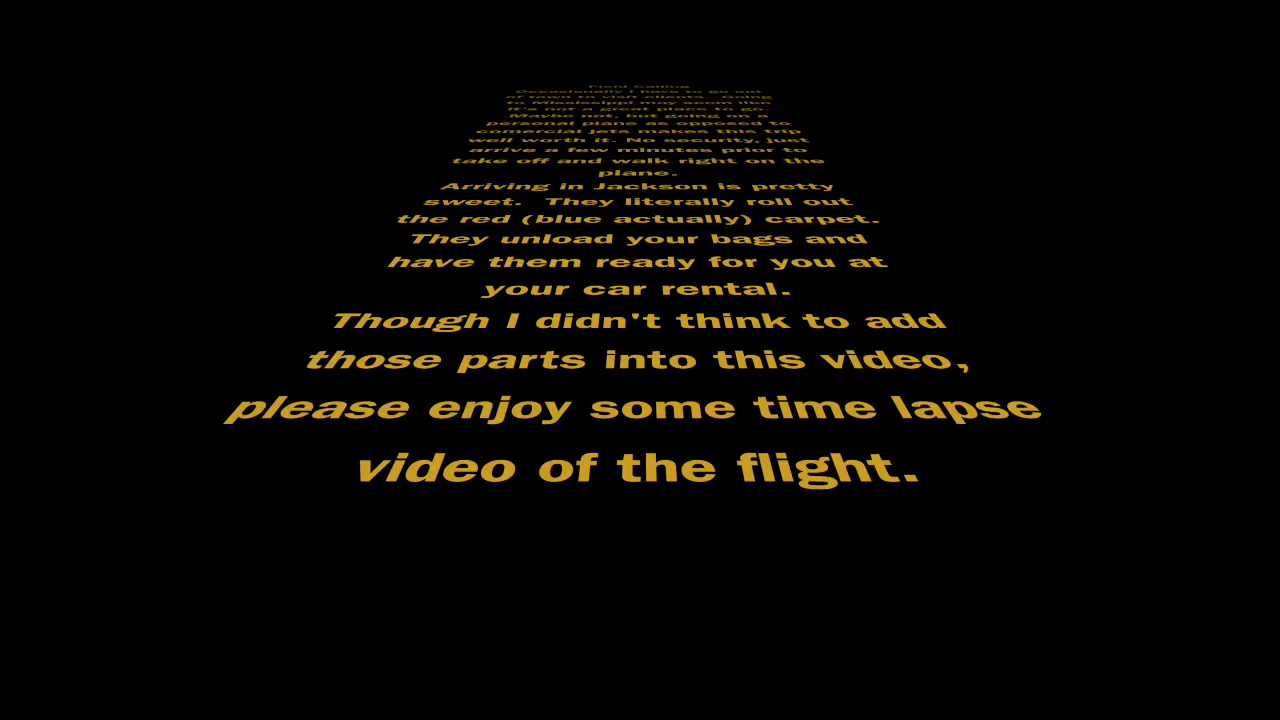 Field Calling
Occasionally I have to go out
of town to visit clients.  Going
to Mississippi may seem like
it's not a great place to go.
Maybe not, but going on a
personal plane as opposed to
comercial jets makes this trip
well worth it. No security, just
arrive a few minutes prior to
take off and walk right on the
plane.
Arriving in Jackson is pretty
sweet.  They literally roll out
the red (blue actually) carpet.
They unload your bags and
have them ready for you at
your car rental.
Though I didn't think to add
those parts into this video,
please enjoy some time lapse
video of the flight.